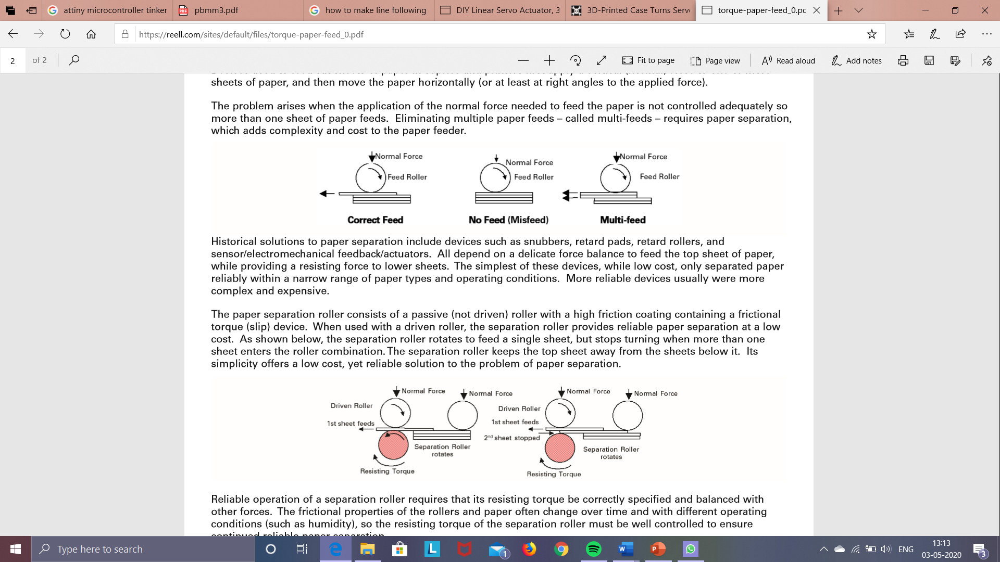 attiny microcontroller tinker
pbmm3.pdf
how to make line following
DIY Linear Servo Actuator, 3
3D-Printed Case Turns Serv
torque-paper-feed_0.pc
https://reell.com/sites/default/files/torque-paper-feed_0.pdf
2 of 2
Fit to page
Page view
Read aloud
Add notes
sheets of paper, and then move the paper horizontally (or at least at right angles to the applied force).
The problem arises when the application of the normal force needed to feed the paper is not controlled adequately so
more than one sheet of paper feeds. Eliminating multiple paper feeds – called multi-feeds – requires paper separation,
which adds complexity and cost to the paper feeder.
Normal Force
Feed Roller
Correct Feed
Normal Force
Feed Roller
No Feed (Misfeed)
Normal Force
Feed Roller
Multi-feed
Historical solutions to paper separation include devices such as snubbers, retard pads, retard rollers, and
sensor/electromechanical feedback/actuators. All depend on a delicate force balance to feed the top sheet of paper,
while providing a resisting force to lower sheets. The simplest of these devices, while low cost, only separated paper
reliably within a narrow range of paper types and operating conditions. More reliable devices usually were more
complex and expensive.
The paper separation roller consists of a passive (not driven) roller with a high friction coating containing a frictional
torque (slip) device. When used with a driven roller, the separation roller provides reliable paper separation at a low
cost. As shown below, the separation roller rotates to feed a single sheet, but stops turning when more than one
sheet enters the roller combination. The separation roller keeps the top sheet away from the sheets below it. Its
simplicity offers a low cost, yet reliable solution to the problem of paper separation.
Normal Force
Normal Force
Driven Roller
1st sheet feeds
Separation Roller
rotates
Resisting Torque
Normal Force
Normal Force
Driven Roller
1st sheet feeds
2nd sheet stopped
Separation Roller
rotates
Resisting Torque
Reliable operation of a separation roller requires that its resisting torque be correctly specified and balanced with
other forces. The frictional properties of the rollers and paper often change over time and with different operating
conditions (such as humidity), so the resisting torque of the separation roller must be well controlled to ensure
continued reliable paper separation.
Type here to search
1
ENG
13:13
03-05-2020
3